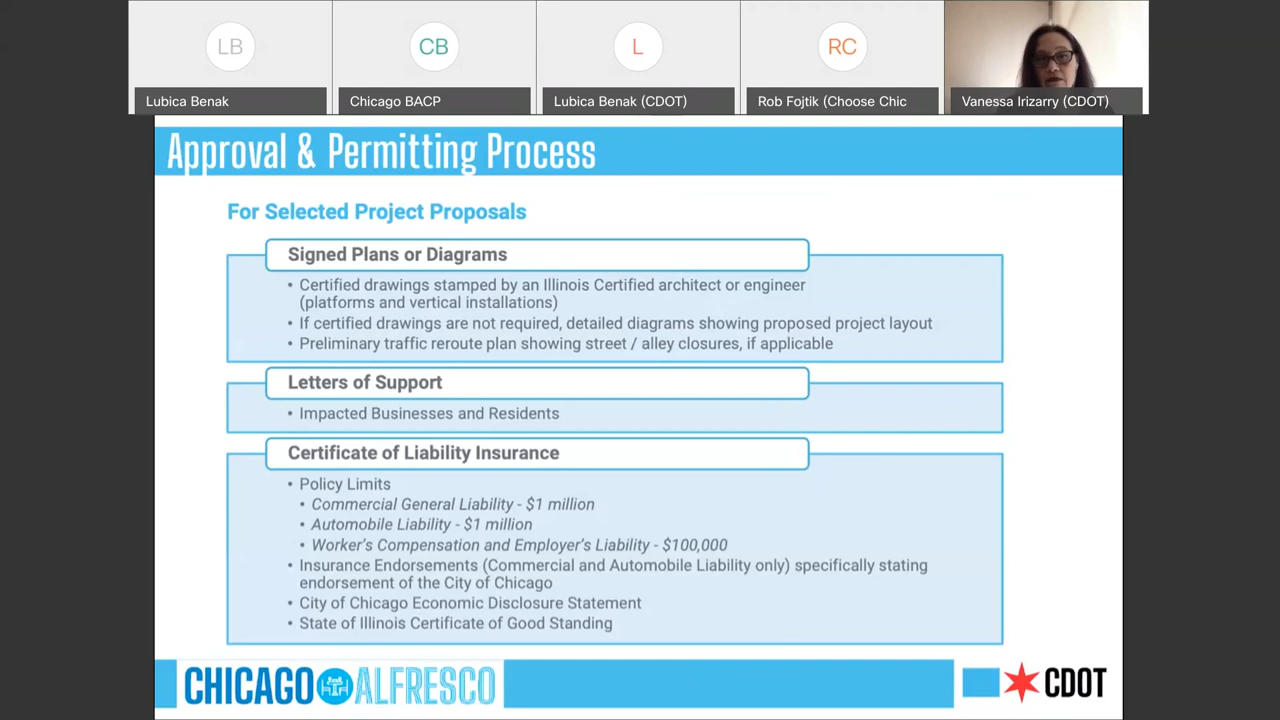 LB
CB
L
RC
Lubica Benak
Chicago BACP
Lubica Benak (CDOT)
Rob Fojtik (Choose Chic
Vanessa Irizarry (CDOT)
Approval & Permitting Process
For Selected Project Proposals
Signed Plans or Diagrams
• Certified drawings stamped by an Illinois Certified architect or engineer
(platforms and vertical installations)
• If certified drawings are not required, detailed diagrams showing proposed project layout
• Preliminary traffic reroute plan showing street / alley closures, if applicable
Letters of Support
• Impacted Businesses and Residents
Certificate of Liability Insurance
• Policy Limits
• Commercial General Liability - $1 million
• Automobile Liability - $1 million
• Worker's Compensation and Employer's Liability - $100,000
• Insurance Endorsements (Commercial and Automobile Liability only) specifically stating
endorsement of the City of Chicago
• City of Chicago Economic Disclosure Statement
• State of Illinois Certificate of Good Standing
CHICAGO ALFRESCO
CDOT